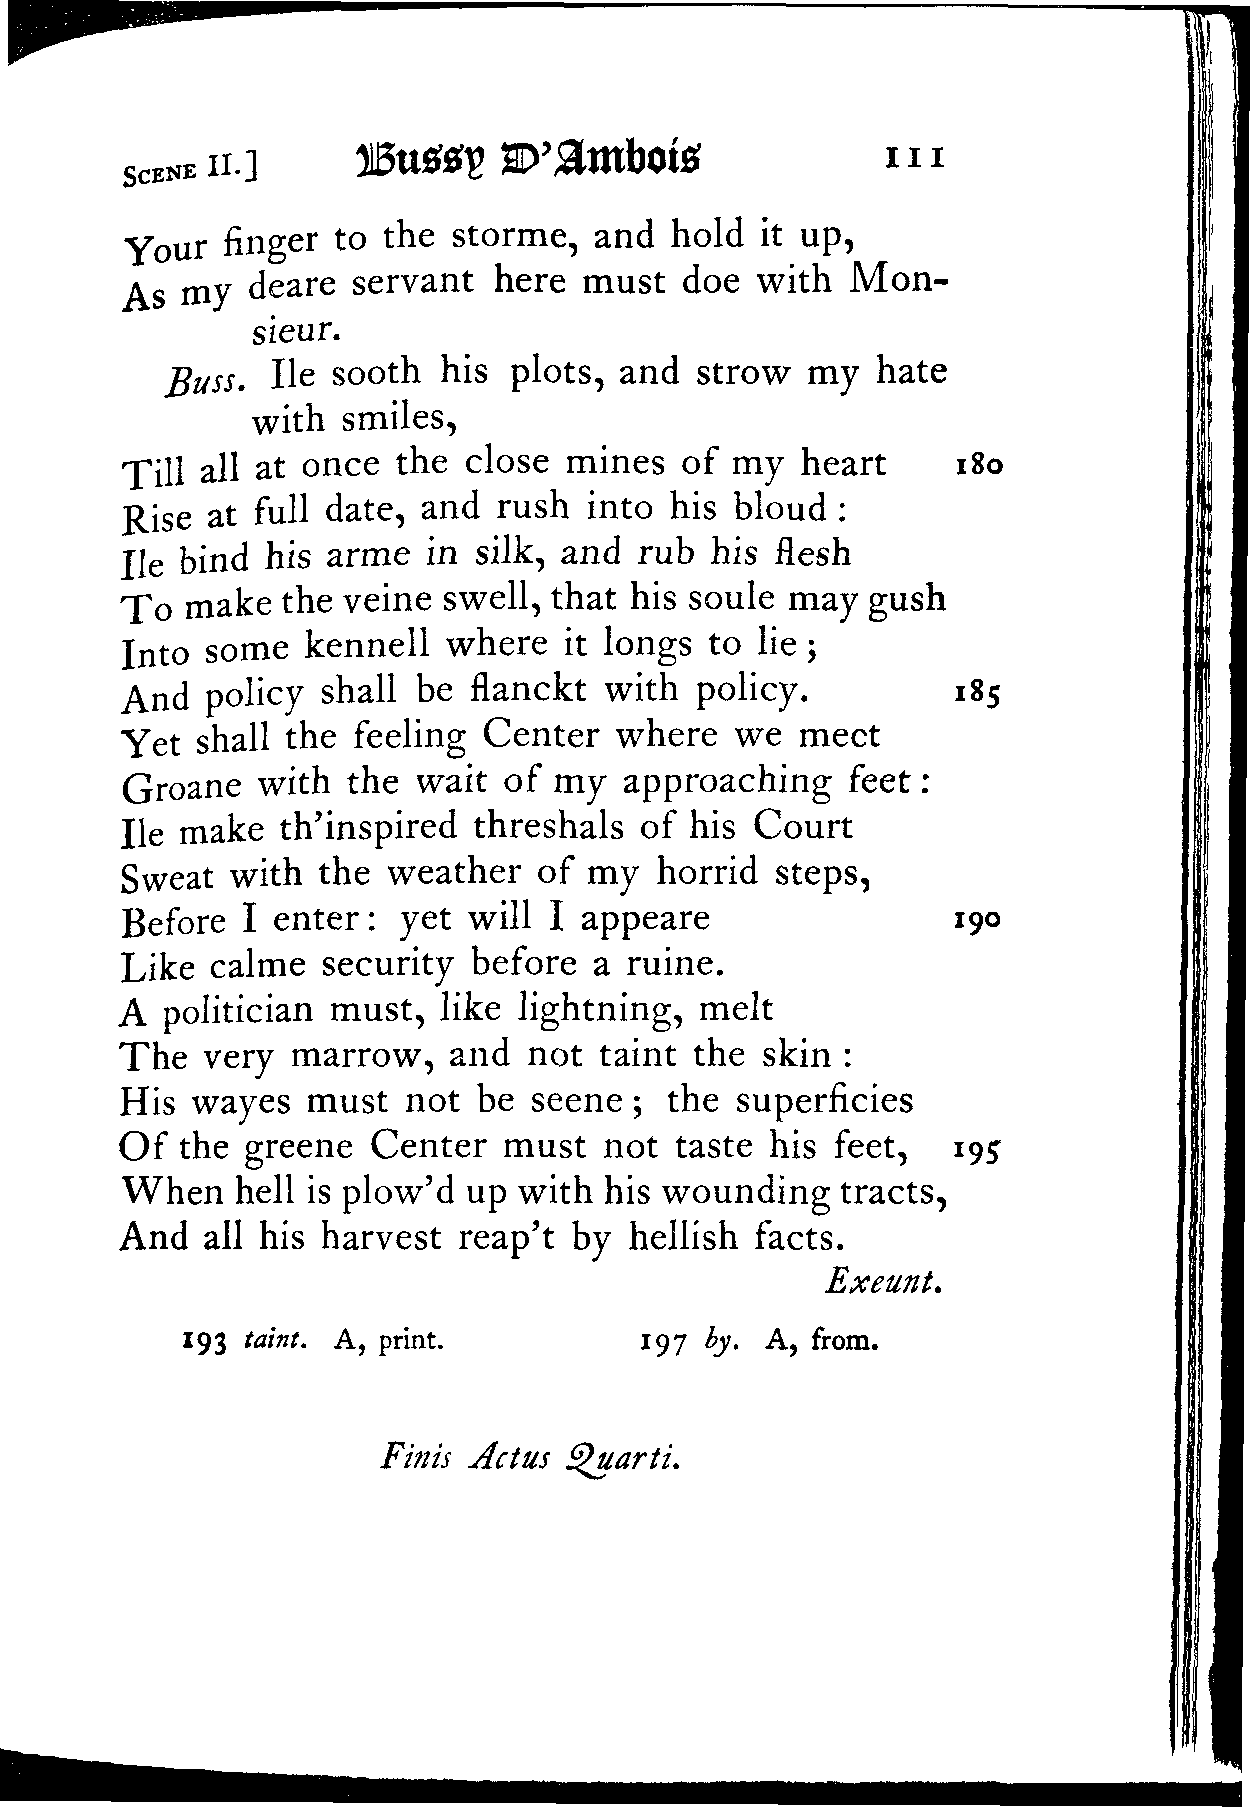 SCENE II.] Bussy D'Ambois 111
Your finger to the storme, and hold it up,
As my deare servant here must doe with Mon-
sieur.
Buss. Ile sooth his plots, and strow my hate
with smiles,
Till all at once the close mines of my heart 180
Rise at full date, and rush into his bloud :
Ile bind his arme in silk, and rub his flesh
To make the veine swell, that his soule may gush
Into some kennell where it longs to lie ;
And policy shall be flanckt with policy. 185
Yet shall the feeling Center where we meet
Groane with the wait of my approaching feet :
Ile make th'inspired threshals of his Court
Sweat with the weather of my horrid steps,
Before I enter : yet will I appeare 190
Like calme security before a ruine.
A politician must, like lightning, melt
The very marrow, and not taint the skin :
His wayes must not be seene ; the superficies
Of the greene Center must not taste his feet, 195
When hell is plow'd up with his wounding tracts,
And all his harvest reap't by hellish facts.
Exeunt.
193 taint. A, print. 197 by. A, from.
Finis Actus Quarti.